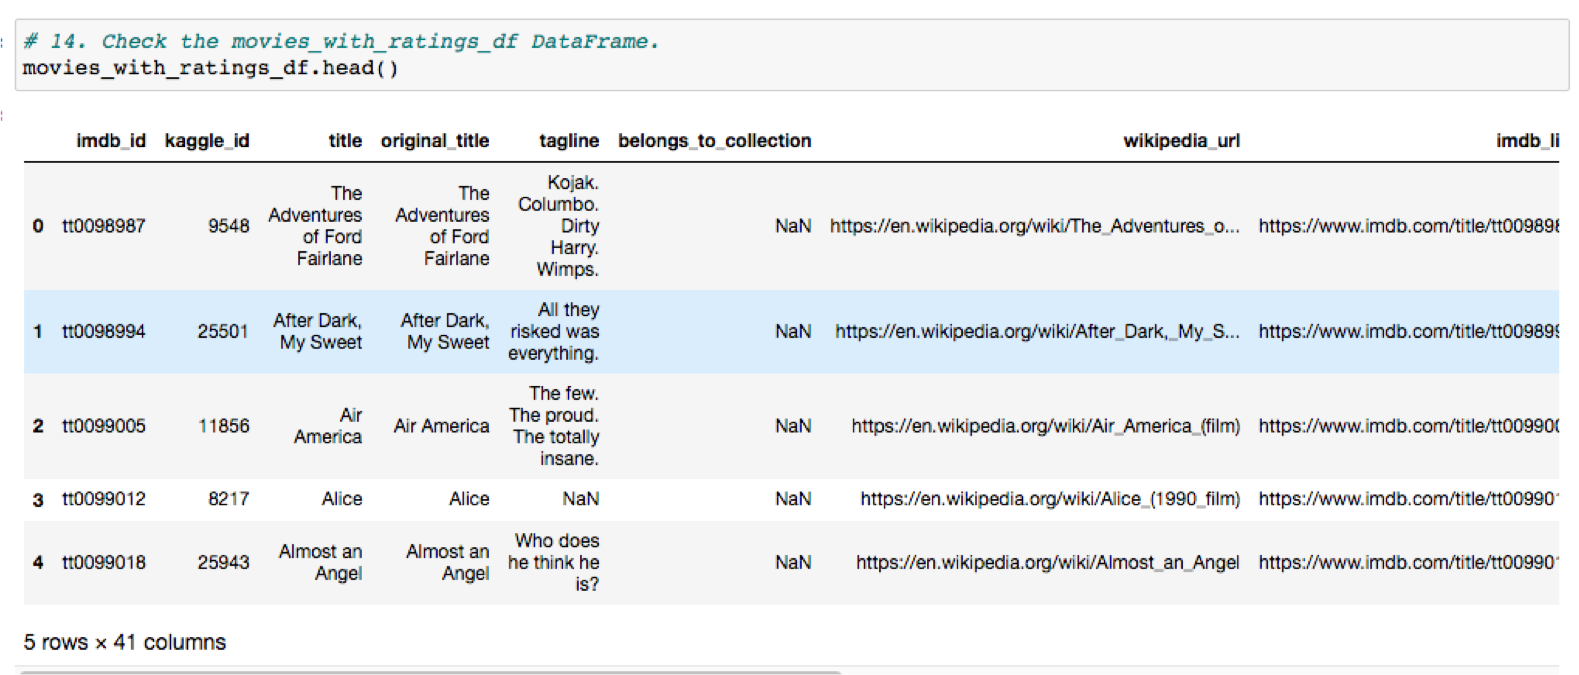 # 14. Check the movies_with_ratings_df DataFrame.
movies_with_ratings_df.head()
imdb_id kaggle_id title original_title tagline belongs_to_collection wikipedia_url imdb_li
0 tt0098987 9548 The Adventures of Ford Fairlane The Adventures of Ford Fairlane Kojak. Columbo. Dirty Harry. Wimps. NaN https://en.wikipedia.org/wiki/The_Adventures_o... https://www.imdb.com/title/tt009898
1 tt0098994 25501 After Dark, My Sweet After Dark, My Sweet All they risked was everything. NaN https://en.wikipedia.org/wiki/After_Dark,_My_S... https://www.imdb.com/title/tt009899
2 tt0099005 11856 Air America Air America The few. The proud. The totally insane. NaN https://en.wikipedia.org/wiki/Air_America_(film) https://www.imdb.com/title/tt009900
3 tt0099012 8217 Alice Alice NaN NaN https://en.wikipedia.org/wiki/Alice_(1990_film) https://www.imdb.com/title/tt009901
4 tt0099018 25943 Almost an Angel Almost an Angel Who does he think he is? NaN https://en.wikipedia.org/wiki/Almost_an_Angel https://www.imdb.com/title/tt009901
5 rows × 41 columns